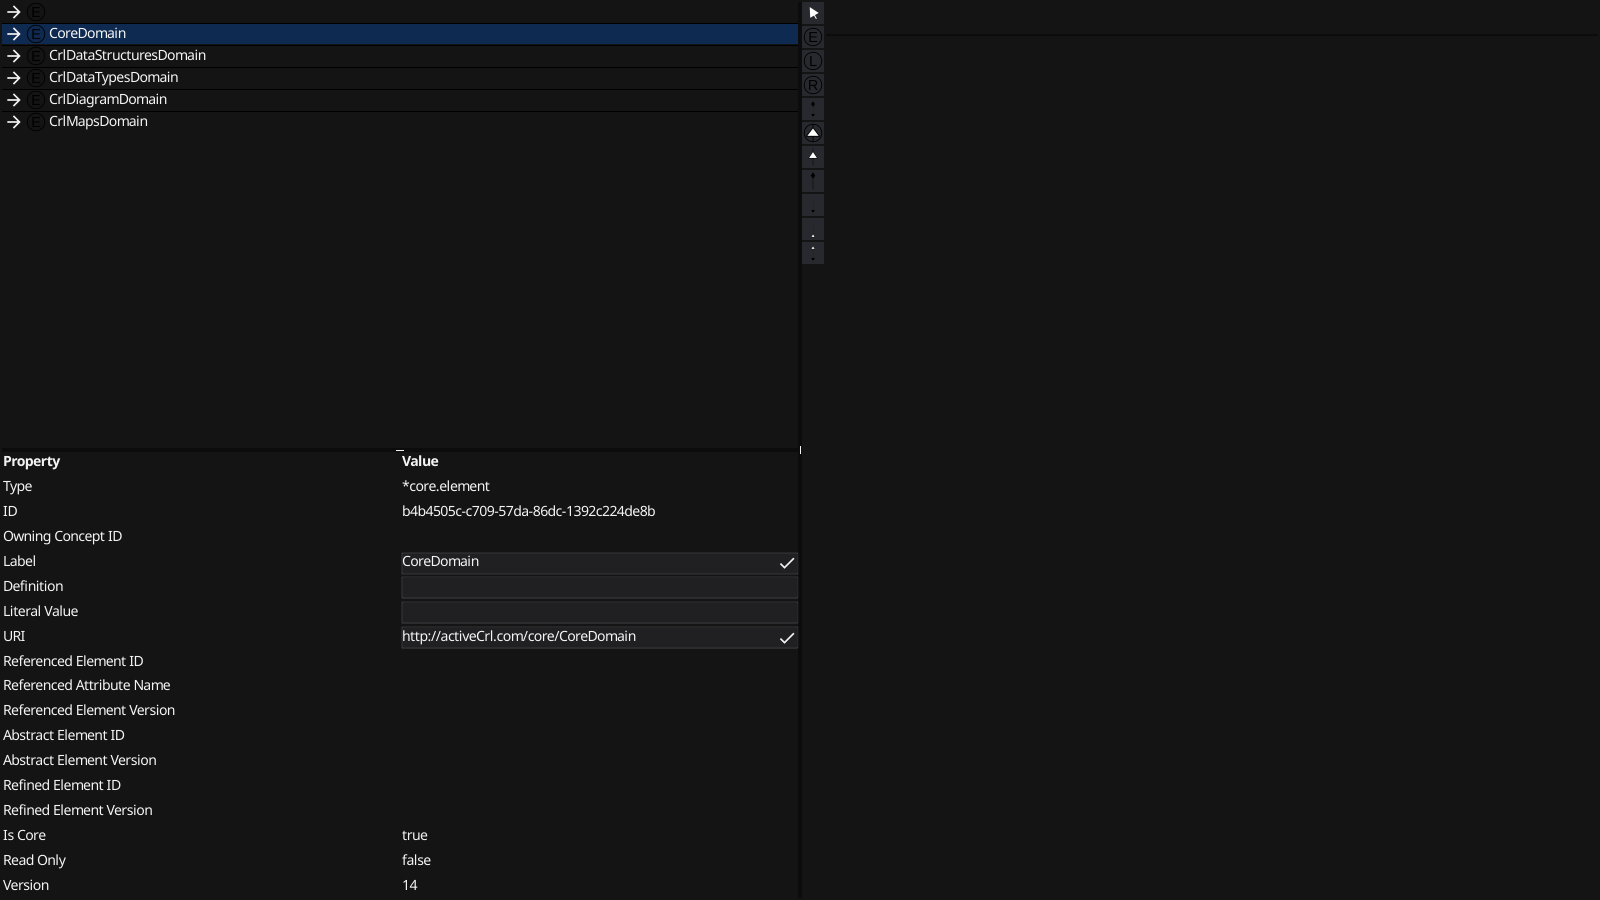 E
E CoreDomain
E CrlDataStructuresDomain
E CrlDataTypesDomain
E CrlDiagramDomain
E CrlMapsDomain
E
L
R
Property Value
Type *core.element
ID b4b4505c-c709-57da-86dc-1392c224de8b
Owning Concept ID
Label CoreDomain
Definition
Literal Value
URI http://activeCrl.com/core/CoreDomain
Referenced Element ID
Referenced Attribute Name
Referenced Element Version
Abstract Element ID
Abstract Element Version
Refined Element ID
Refined Element Version
Is Core true
Read Only false
Version 14